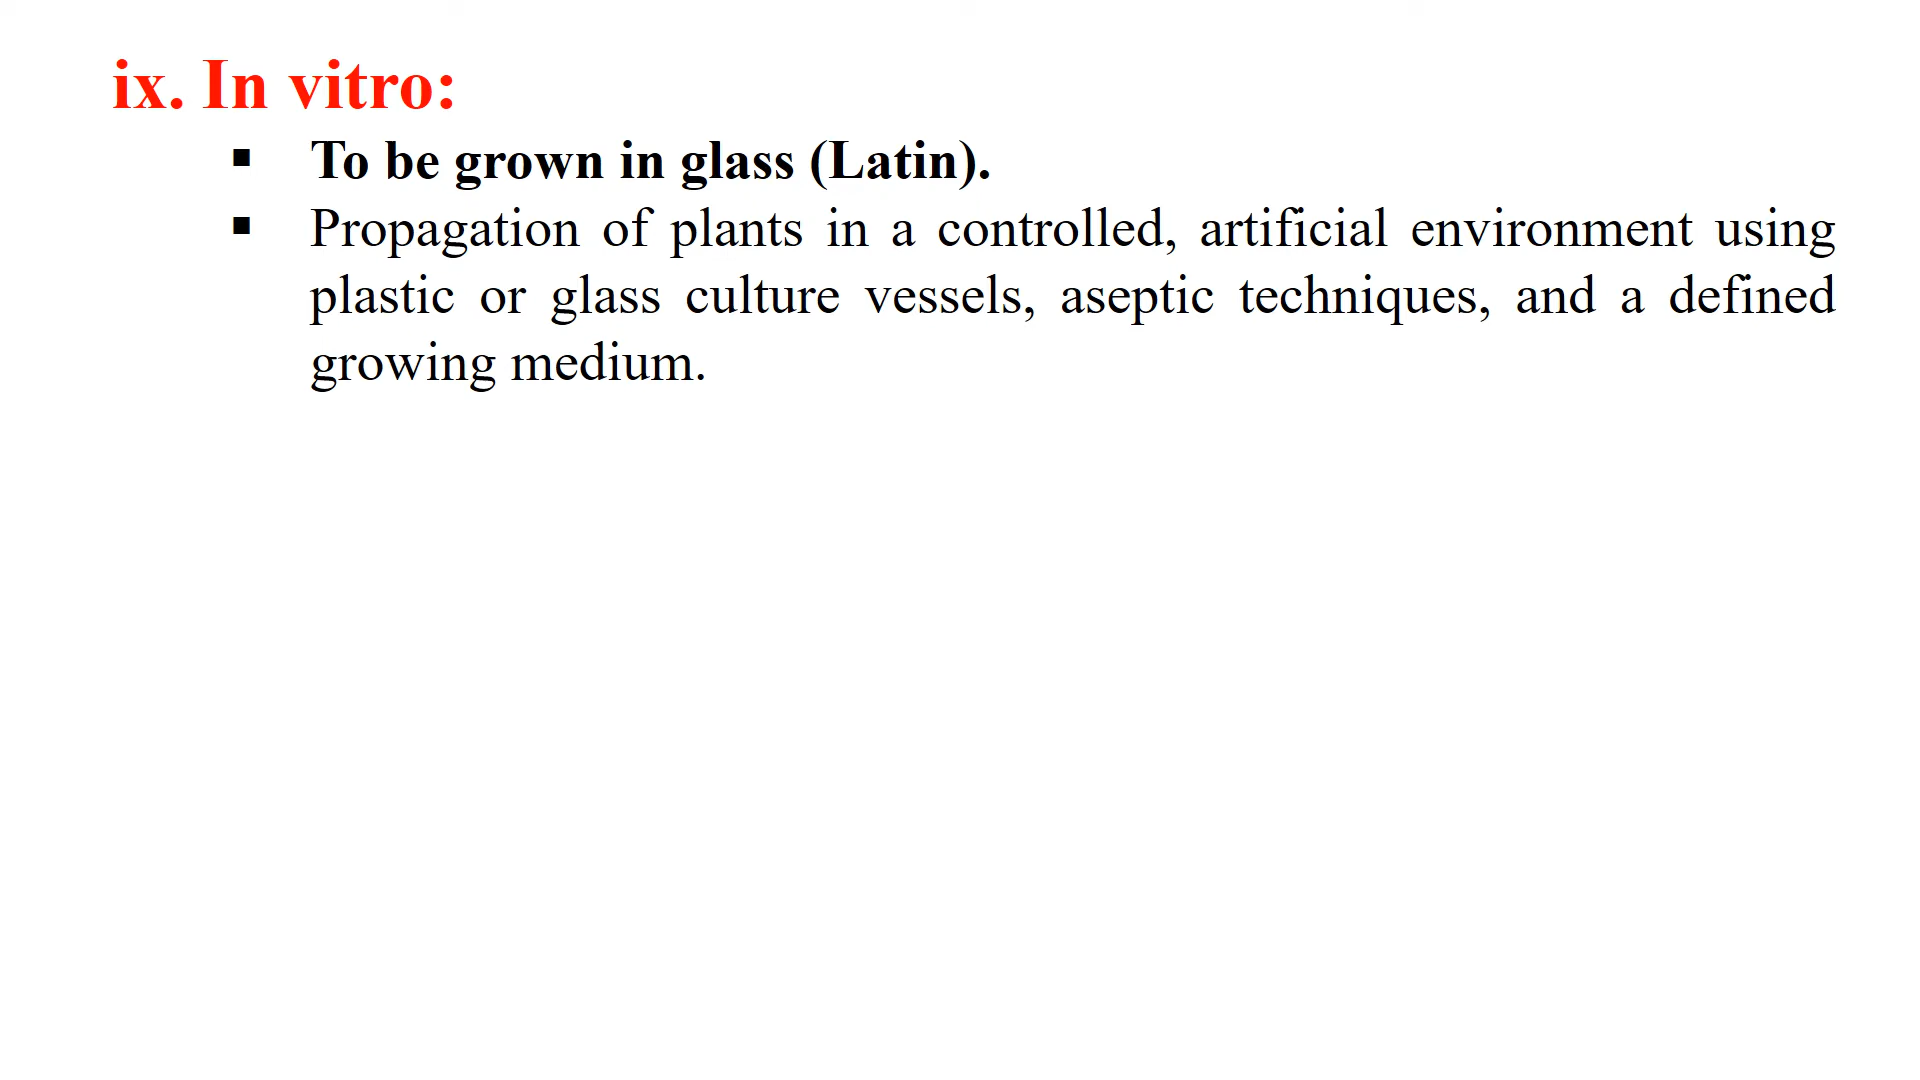 ix. In vitro:
▪ To be grown in glass (Latin).
▪ Propagation of plants in a controlled, artificial environment using
plastic or glass culture vessels, aseptic techniques, and a defined
growing medium.